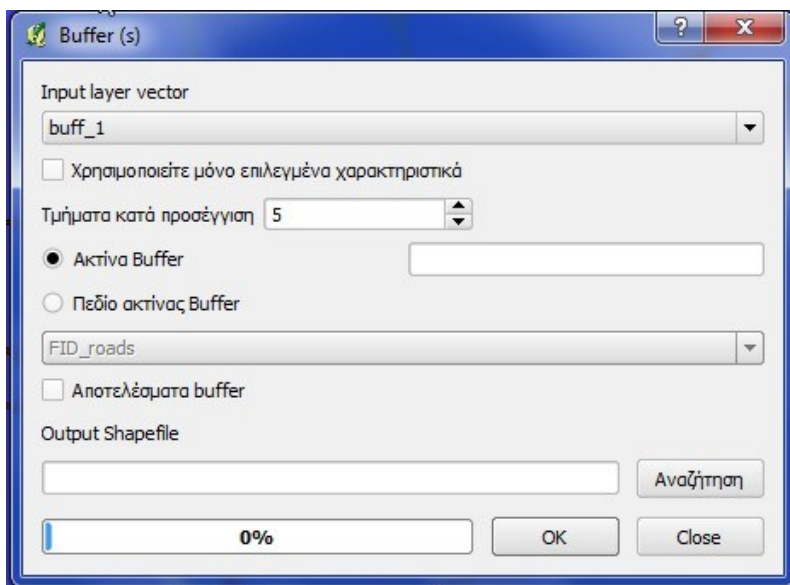 Buffer (s)
Input layer vector
buff_1
Χρησιμοποιείτε μόνο επιλεγμένα χαρακτηριστικά
Τμήματα κατά προσέγγιση 5
Ακτίνα Buffer
Πεδίο ακτίνας Buffer
FID_roads
Αποτελέσματα buffer
Output Shapefile
Αναζήτηση
0% OK Close